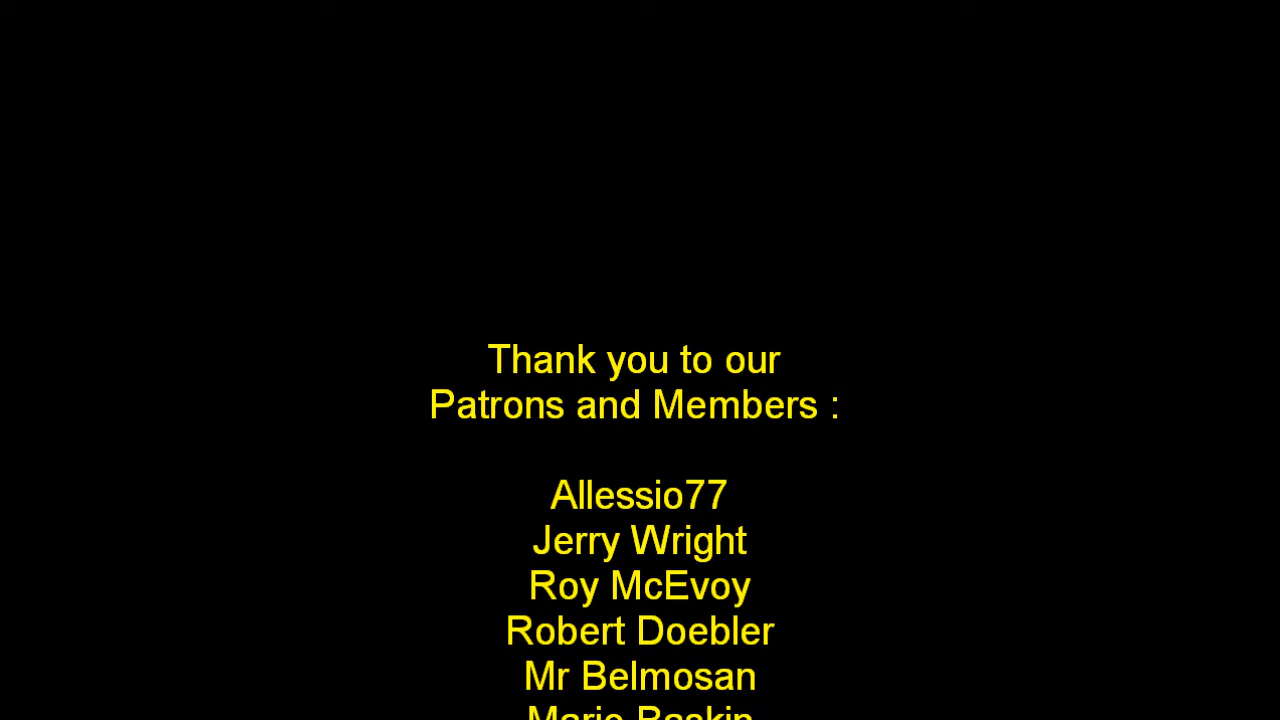 Thank you to our
Patrons and Members :
Allessio77
Jerry Wright
Roy McEvoy
Robert Doebler
Mr Belmosan